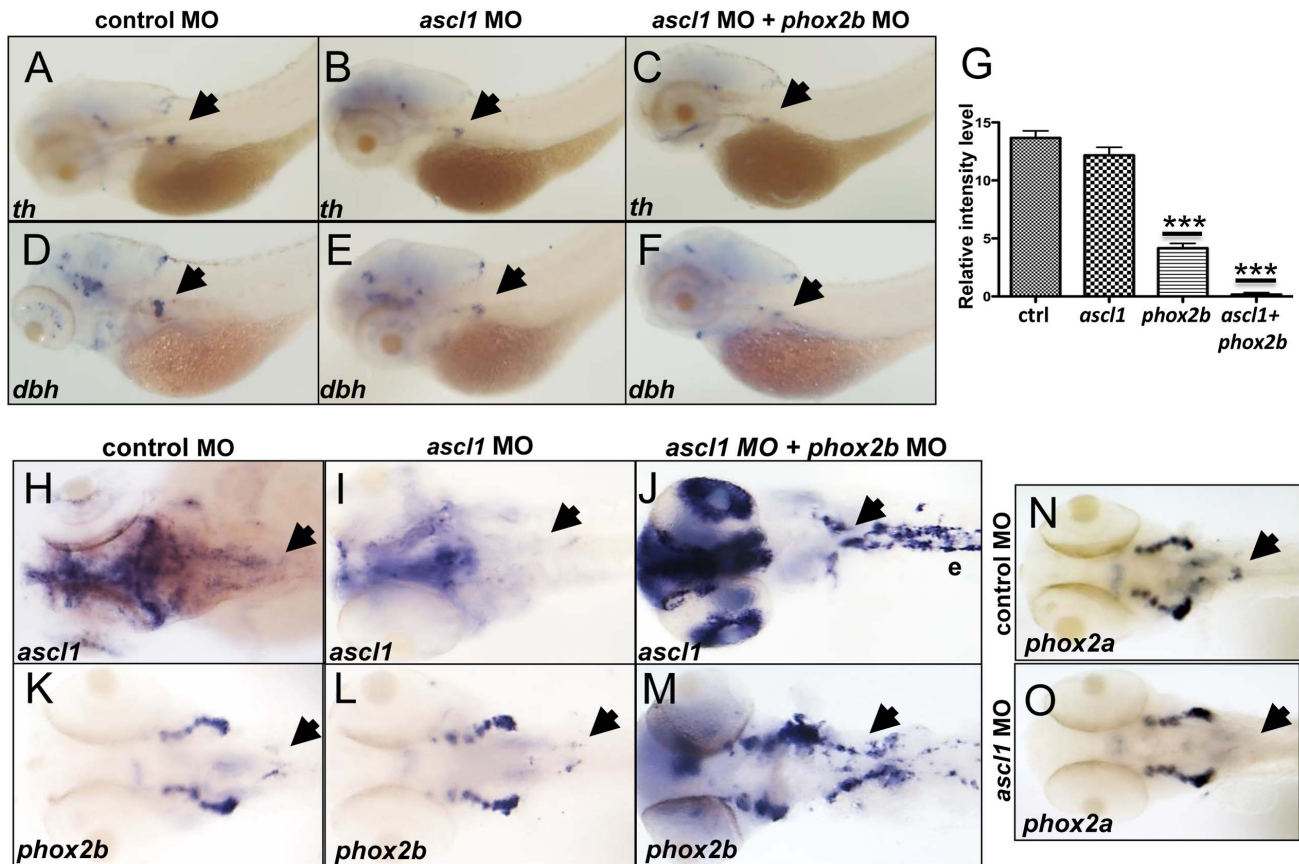 control MO
ascl1 MO
ascl1 MO + phox2b MO
A
B
C
th
th
th
D
E
F
dbh
dbh
dbh
G
Relative intensity level
15
10
5
0
***
***
ctrl
ascl1
phox2b
ascl1+
phox2b
control MO
ascl1 MO
ascl1 MO + phox2b MO
H
I
J
e
ascl1
ascl1
ascl1
K
L
M
phox2b
phox2b
phox2b
control MO
N
phox2a
ascl1 MO
O
phox2a